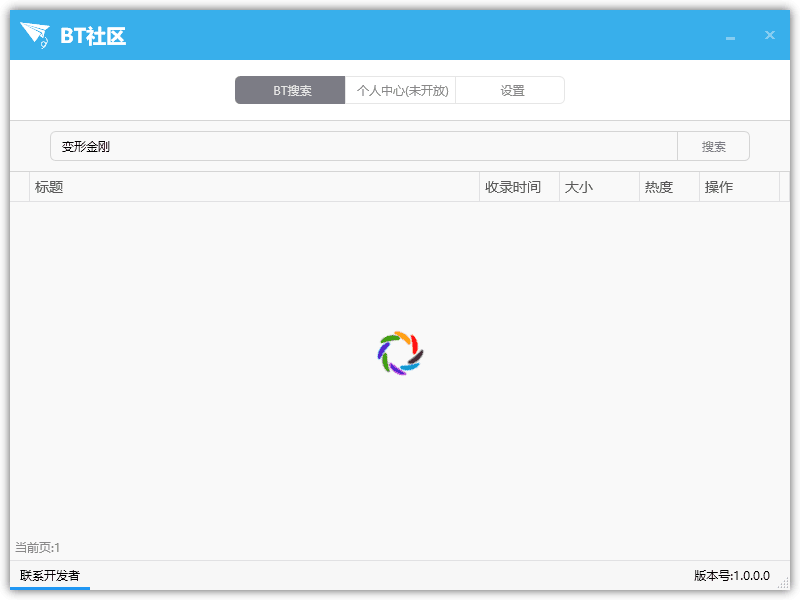 BT社区
BT搜索 个人中心(未开放) 设置
变形金刚 搜索
标题 收录时间 大小 热度 操作
当前页:1
联系开发者 版本号:1.0.0.0